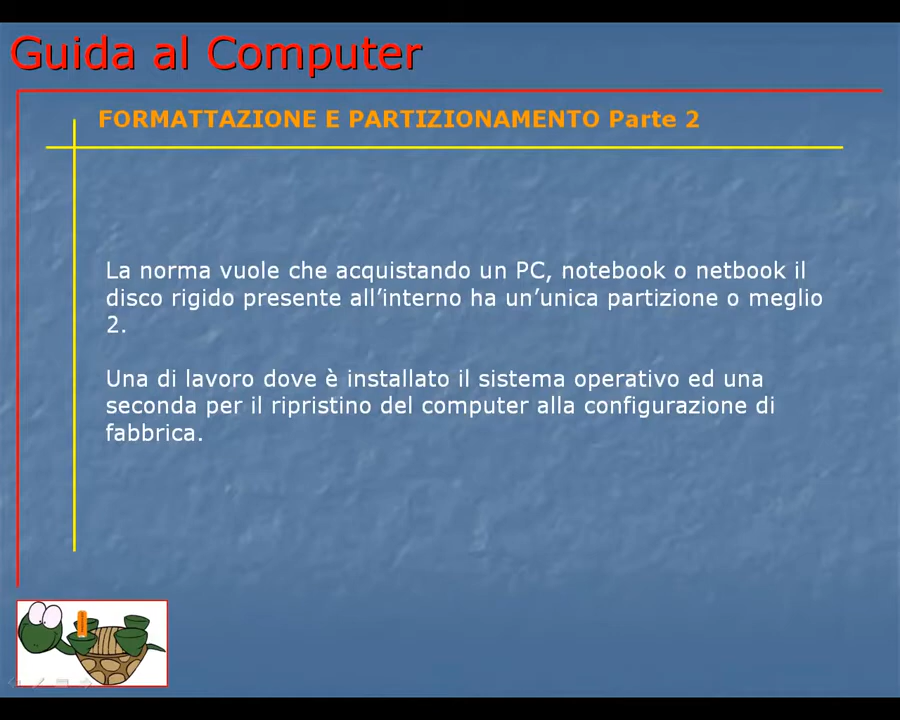 Guida al Computer
FORMATTAZIONE E PARTIZIONAMENTO Parte 2
La norma vuole che acquistando un PC, notebook o netbook il
disco rigido presente all’interno ha un’unica partizione o meglio
2.
Una di lavoro dove è installato il sistema operativo ed una
seconda per il ripristino del computer alla configurazione di
fabbrica.